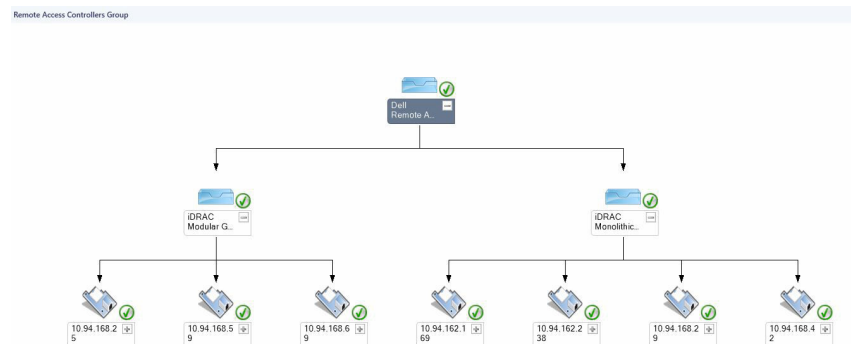 Remote Access Controllers Group
Dell
Remote A..
iDRAC
Modular G..
iDRAC
Monolithic..
10.94.168.2
5
10.94.168.5
9
10.94.168.6
9
10.94.162.1
69
10.94.162.2
38
10.94.168.2
9
10.94.168.4
2